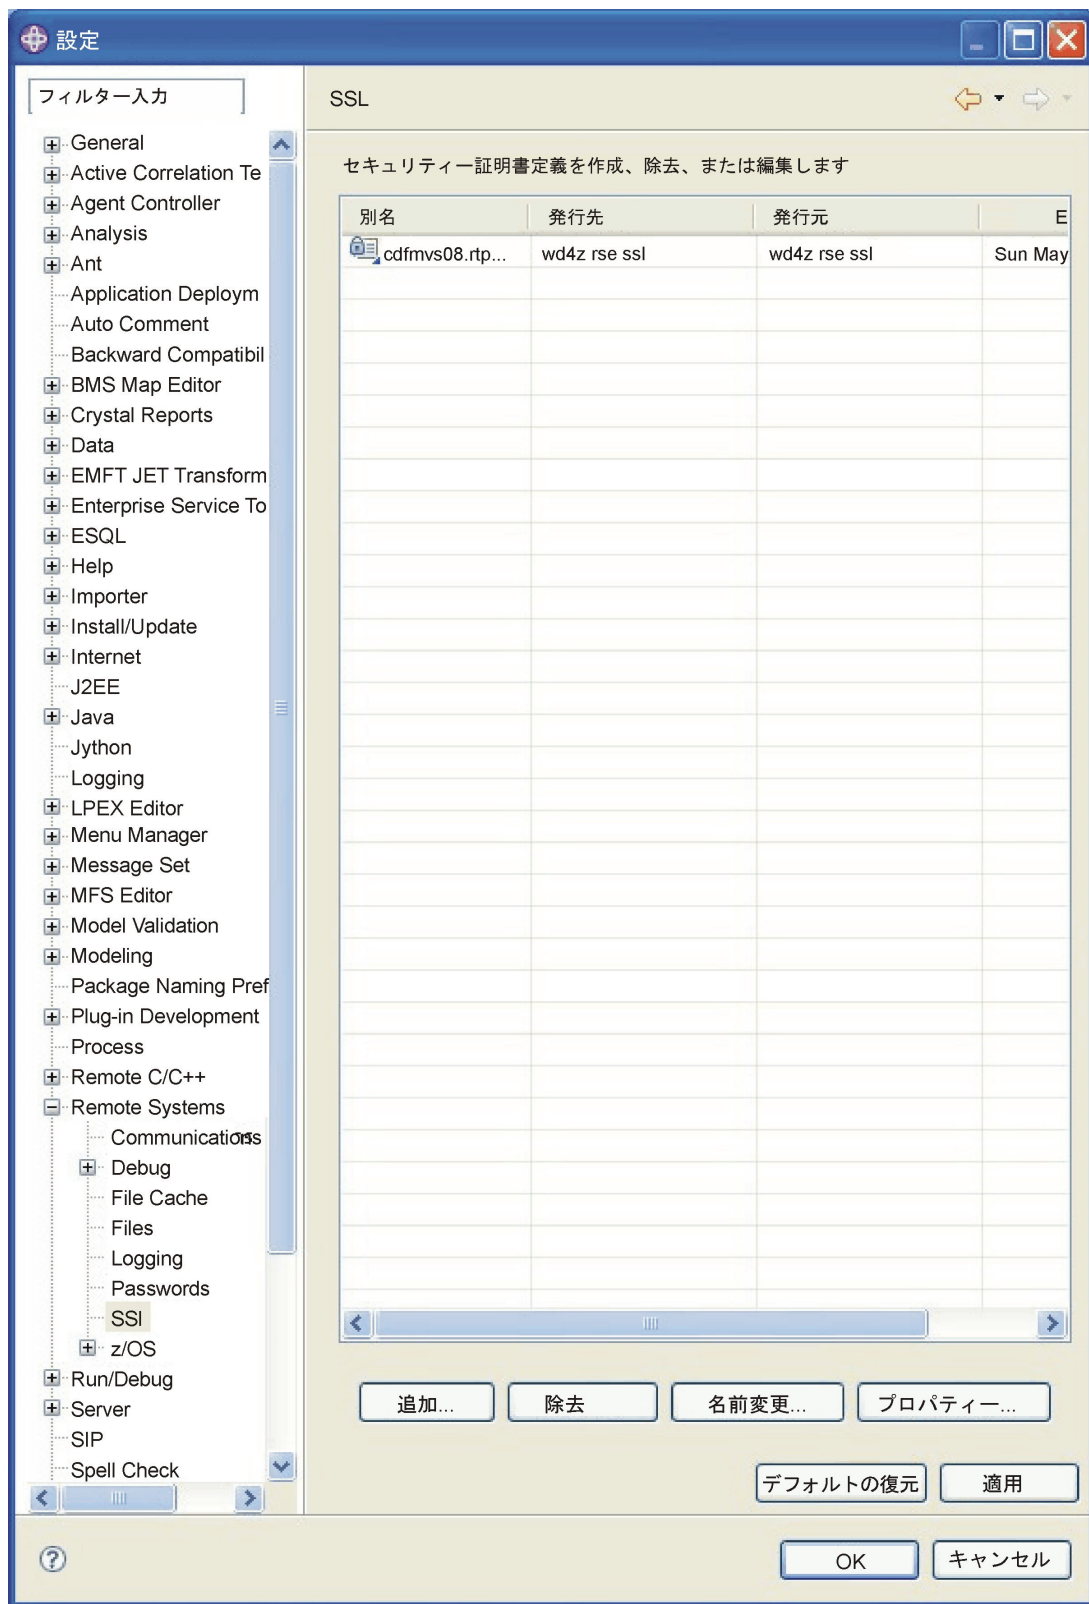 設定
フィルター入力
General
Active Correlation Te
Agent Controller
Analysis
Ant
Application Deploym
Auto Comment
Backward Compatibil
BMS Map Editor
Crystal Reports
Data
EMFT JET Transform
Enterprise Service To
ESQL
Help
Importer
Install/Update
Internet
J2EE
Java
Jython
Logging
LPEX Editor
Menu Manager
Message Set
MFS Editor
Model Validation
Modeling
Package Naming Pref
Plug-in Development
Process
Remote C/C++
Remote Systems
Communications
Debug
File Cache
Files
Logging
Passwords
SSl
z/OS
Run/Debug
Server
SIP
Spell Check
SSL
セキュリティー証明書定義を作成、除去、または編集します
別名 発行先 発行元 E
cdfmvs08.rtp... wd4z rse ssl wd4z rse ssl Sun May
追加... 除去 名前変更... プロパティー...
デフォルトの復元 適用
OK キャンセル